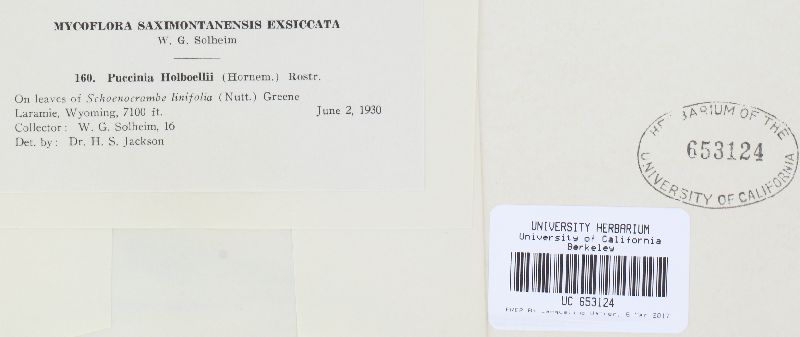 MYCOFLORA SAXIMONTANENSIS EXSICCATA
W. G. Solheim
160. Puccinia Holboellii (Hornem.) Rostr.
On leaves of Schoenocrambe linifolia (Nutt.) Greene
Laramie, Wyoming, 7100 ft. June 2, 1930
Collector: W. G. Solheim, 16
Det. by: Dr. H. S. Jackson
HERBARIUM OF THE
653124
UNIVERSITY OF CALIFORNIA
UNIVERSITY HERBARIUM
University of California
Berkeley
UC 653124
2017